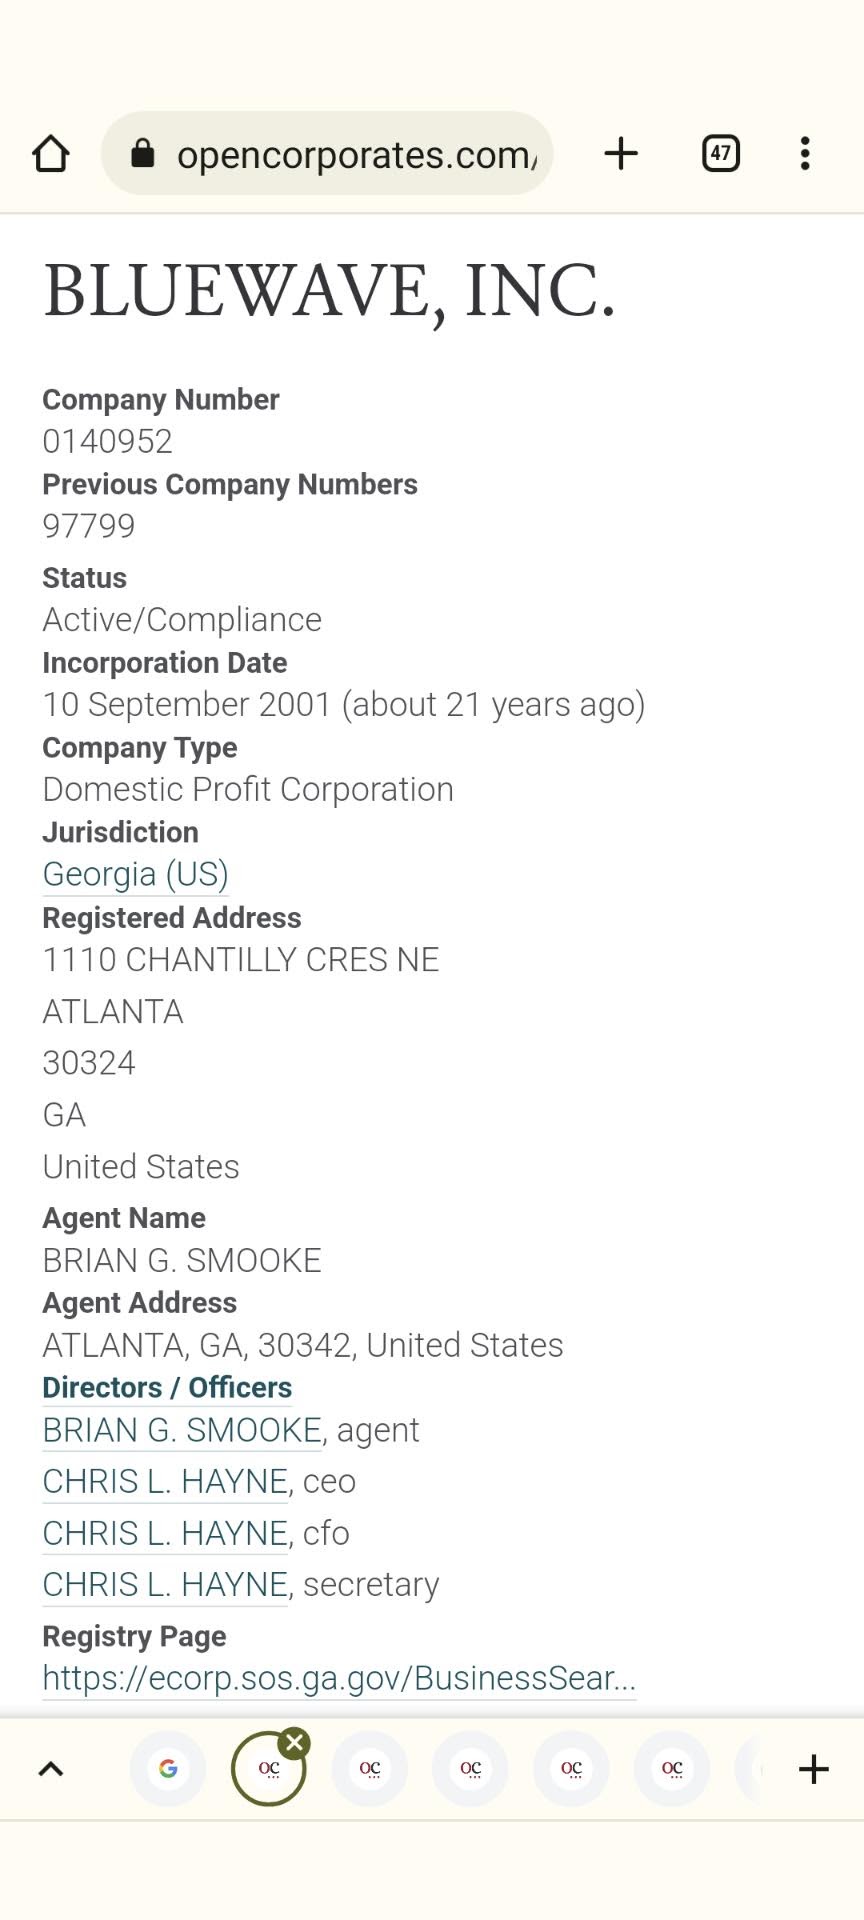 opencorporates.com/
47
BLUEWAVE, INC.
Company Number
0140952
Previous Company Numbers
97799
Status
Active/Compliance
Incorporation Date
10 September 2001 (about 21 years ago)
Company Type
Domestic Profit Corporation
Jurisdiction
Georgia (US)
Registered Address
1110 CHANTILLY CRES NE
ATLANTA
30324
GA
United States
Agent Name
BRIAN G. SMOOKE
Agent Address
ATLANTA, GA, 30342, United States
Directors / Officers
BRIAN G. SMOOKE, agent
CHRIS L. HAYNE, ceo
CHRIS L. HAYNE, cfo
CHRIS L. HAYNE, secretary
Registry Page
https://ecorp.sos.ga.gov/BusinessSear...
G oc oc oc oc oc